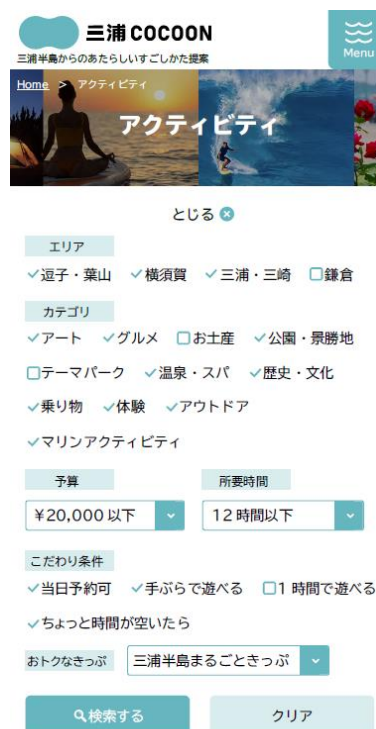 三浦 COCOON
三浦半島からのあたらしいすごしかた提案
Menu
Home > アクティビティ
アクティビティ
とじる
エリア
逗子・葉山 横須賀 三浦・三崎 鎌倉
カテゴリ
アート グルメ お土産 公園・景勝地
テーマパーク 温泉・スパ 歴史・文化
乗り物 体験 アウトドア
マリンアクティビティ
予算 所要時間
¥20,000 以下 12 時間以下
こだわり条件
当日予約可 手ぶらで遊べる 1 時間で遊べる
ちょっと時間が空いたら
おトクなきっぷ 三浦半島まるごときっぷ
検索する クリア